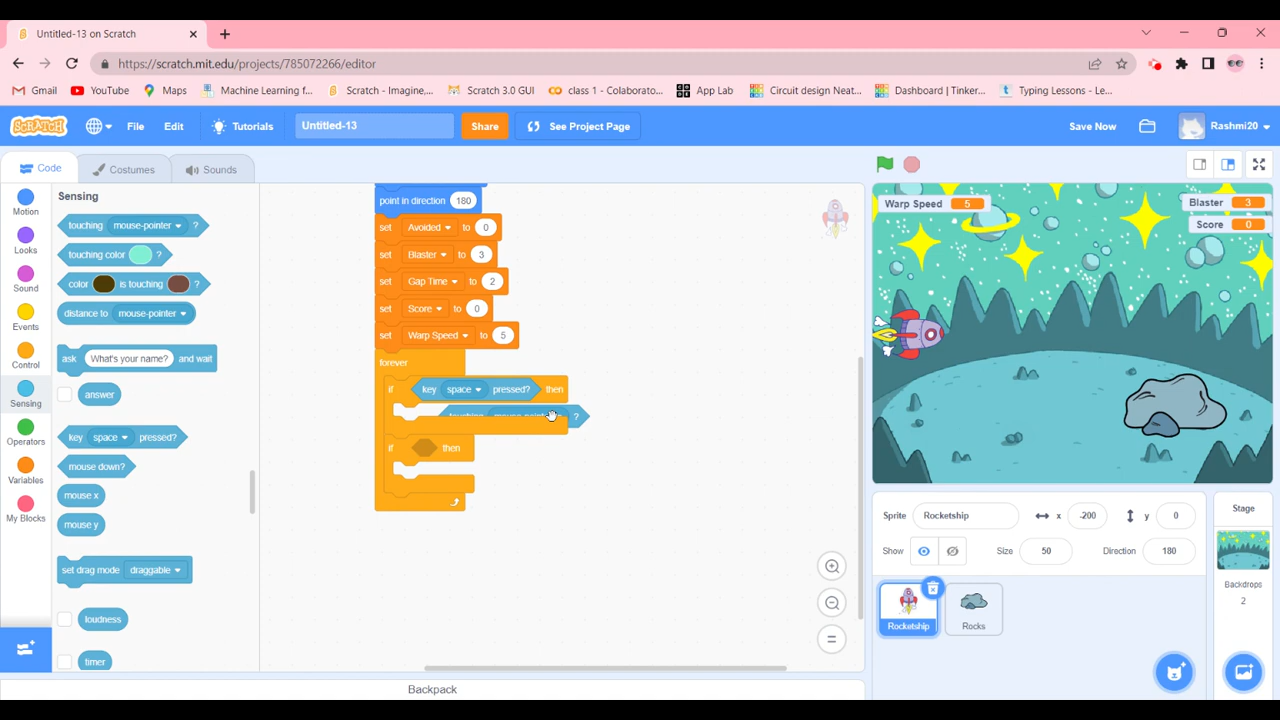 Untitled-13 on Scratch
https://scratch.mit.edu/projects/785072266/editor
Gmail YouTube Maps Machine Learning f... Scratch - Imagine,... Scratch 3.0 GUI class 1 - Colaborato... App Lab Circuit design Neat... Dashboard | Tinker... Typing Lessons - Le...
SCRATCH File Edit Tutorials Untitled-13 Share See Project Page Save Now Rashmi20
Code Costumes Sounds
Motion
Looks
Sound
Events
Control
Sensing
Operators
Variables
My Blocks
Sensing
touching mouse-pointer ?
touching color ?
color is touching ?
distance to mouse-pointer
ask What's your name? and wait
answer
key space pressed?
mouse down?
mouse x
mouse y
set drag mode draggable
loudness
timer
point in direction 180
set Avoided to 0
set Blaster to 3
set Gap Time to 2
set Score to 0
set Warp Speed to 5
forever
if key space pressed? then
?
if then
Backpack
Warp Speed 5
Blaster 3
Score 0
Sprite Rocketship x -200 y 0
Show Size 50 Direction 180
Rocketship
Rocks
Stage
Backdrops
2